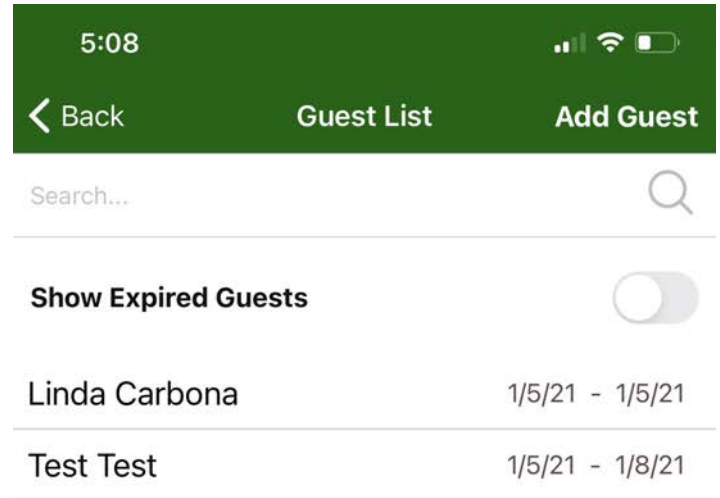 5:08
Back Guest List Add Guest
Search...
Show Expired Guests
Linda Carbona 1/5/21 - 1/5/21
Test Test 1/5/21 - 1/8/21